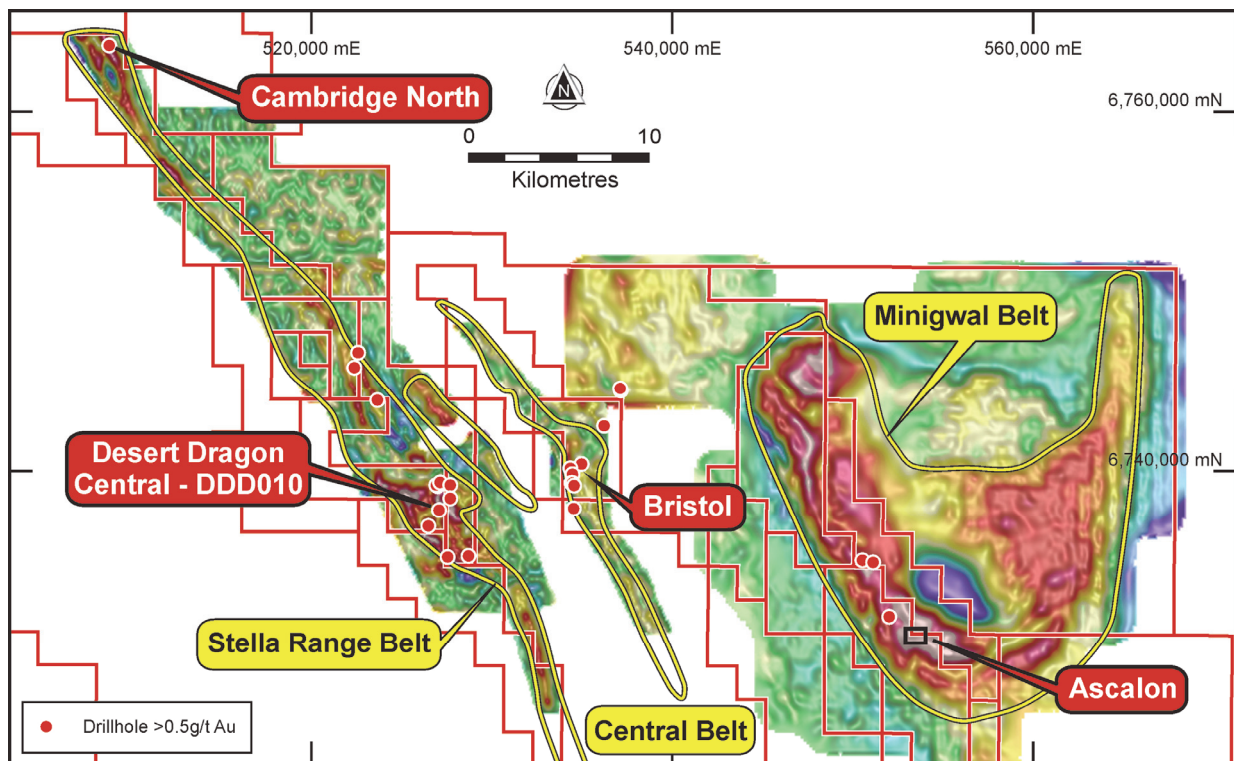 520,000 mE
540,000 mE
560,000 mE
Cambridge North
N
6,760,000 mN
0 10
Kilometres
Minigwal Belt
Desert Dragon
Central - DDD010
6,740,000 mN
Bristol
Stella Range Belt
Ascalon
Central Belt
Drillhole >0.5g/t Au